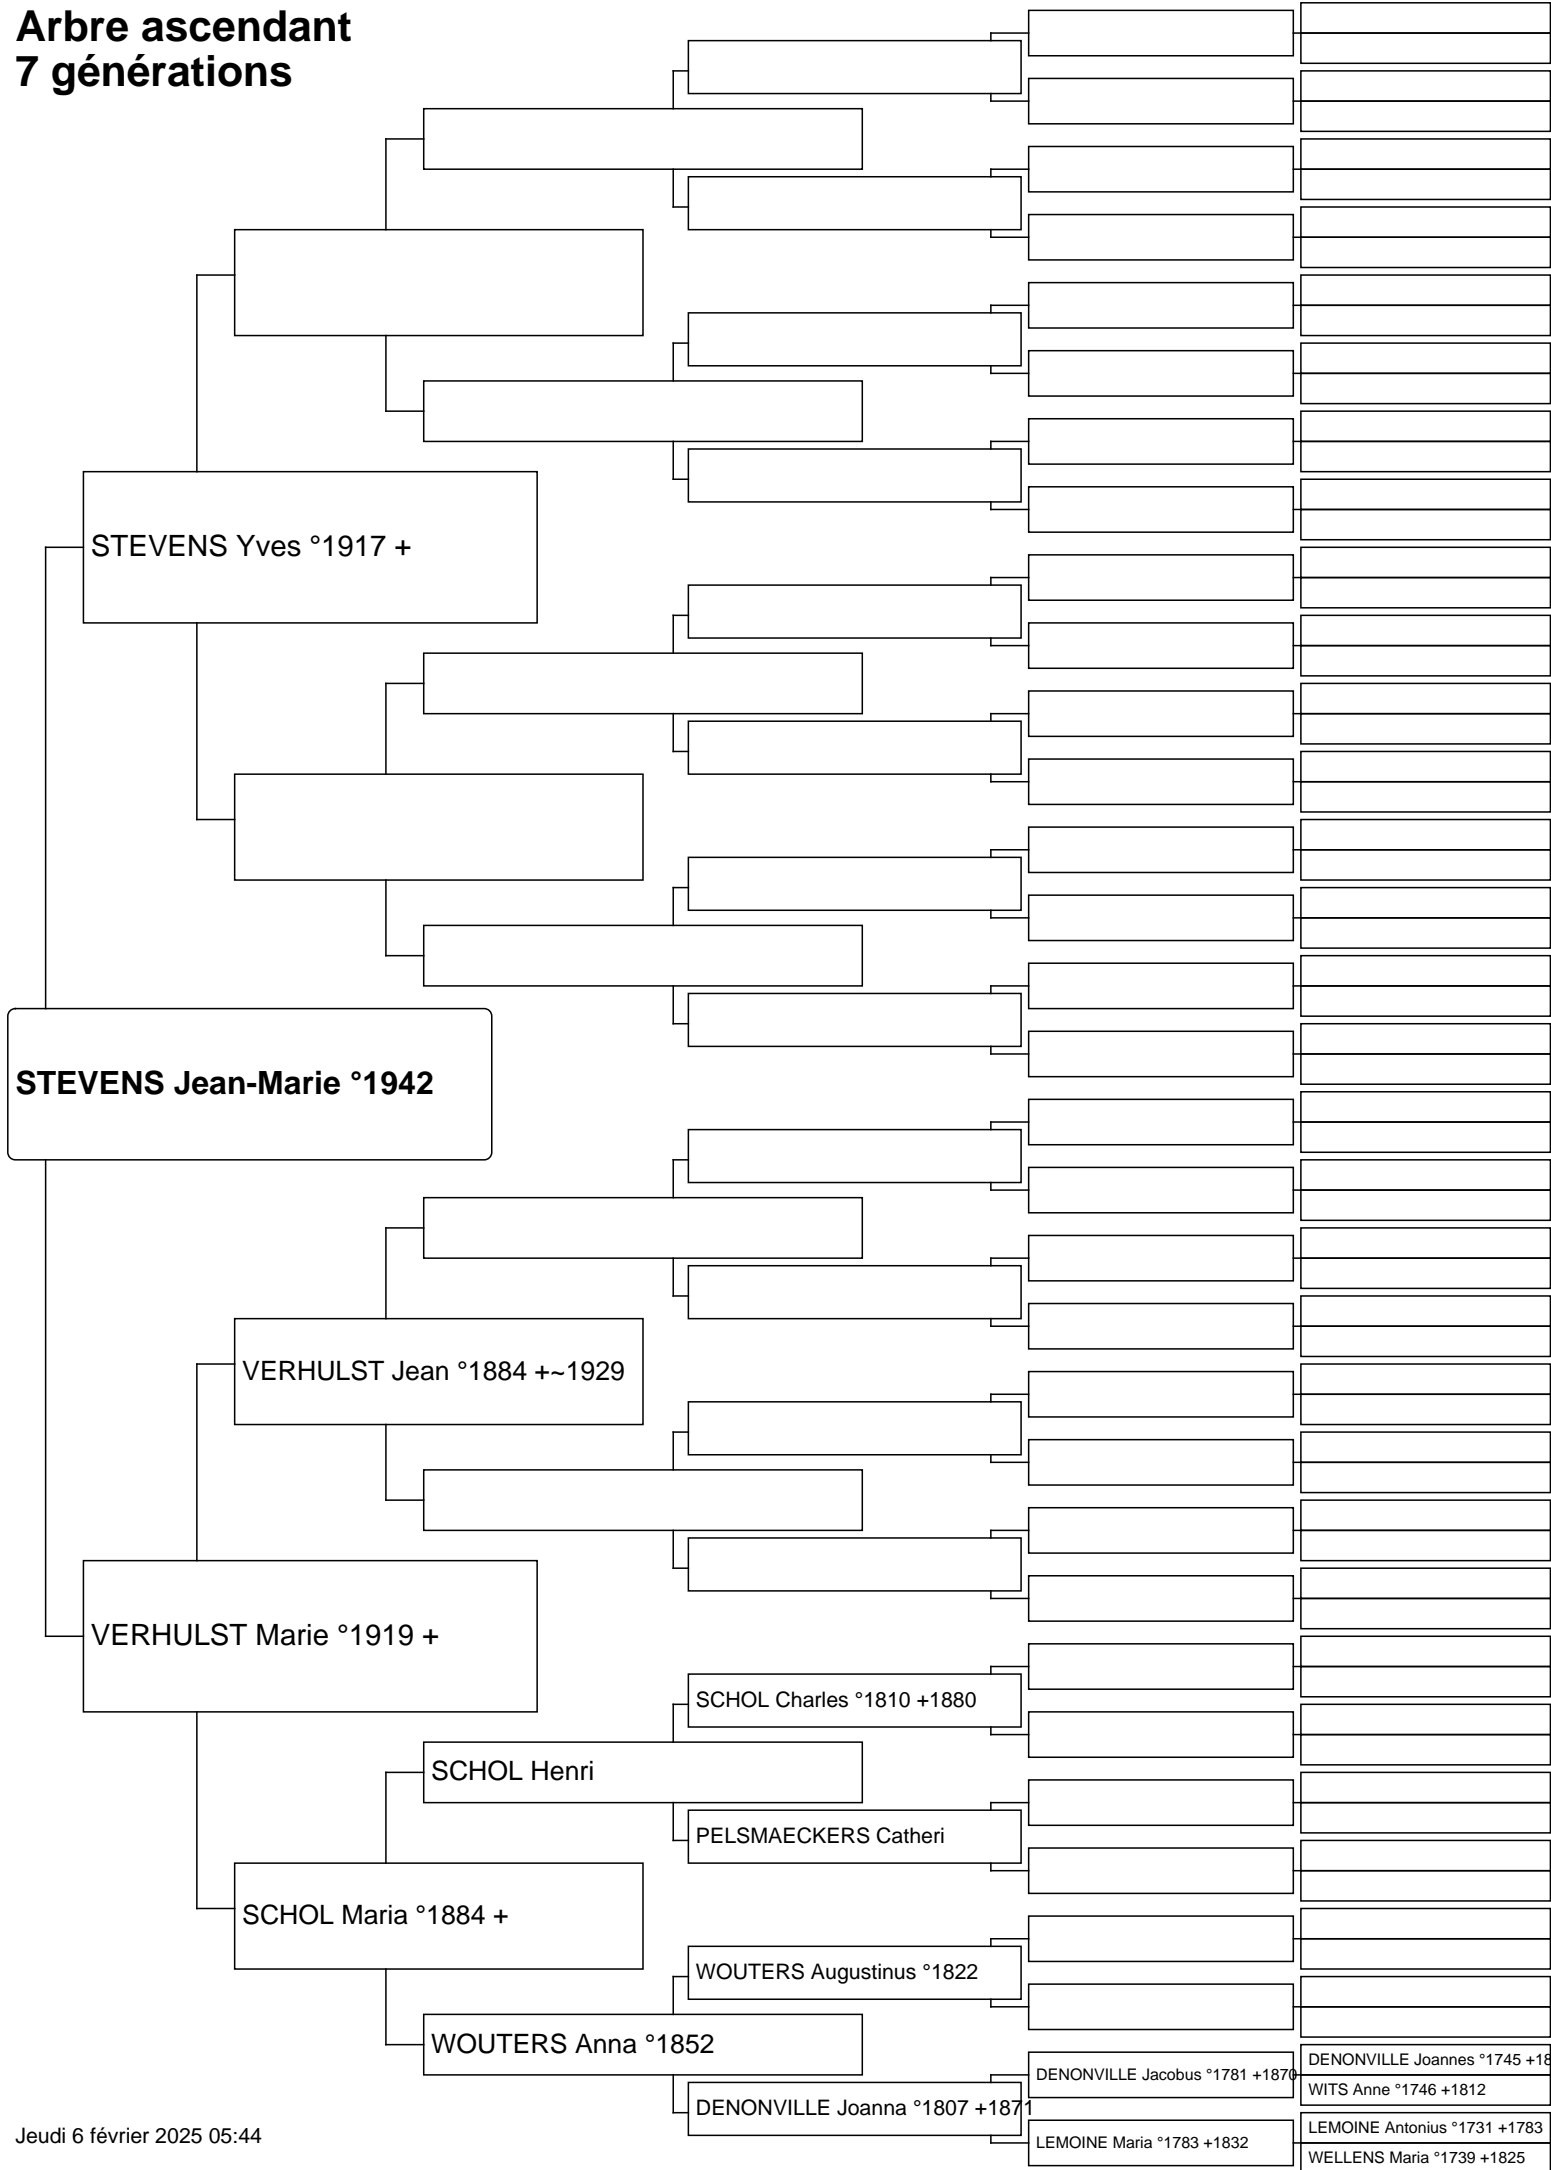 Arbre ascendant
7 générations
STEVENS Yves °1917 +
STEVENS Jean-Marie °1942
VERHULST Jean °1884 +~1929
VERHULST Marie °1919 +
SCHOL Charles °1810 +1880
SCHOL Henri
PELSMAECKERS Catheri
SCHOL Maria °1884 +
WOUTERS Augustinus °1822
WOUTERS Anna °1852
DENONVILLE Joannes °1745 +18
DENONVILLE Jacobus °1781 +1870
WITS Anne °1746 +1812
DENONVILLE Joanna °1807 +1871
LEMOINE Antonius °1731 +1783
LEMOINE Maria °1783 +1832
WELLENS Maria °1739 +1825
Jeudi 6 février 2025 05:44